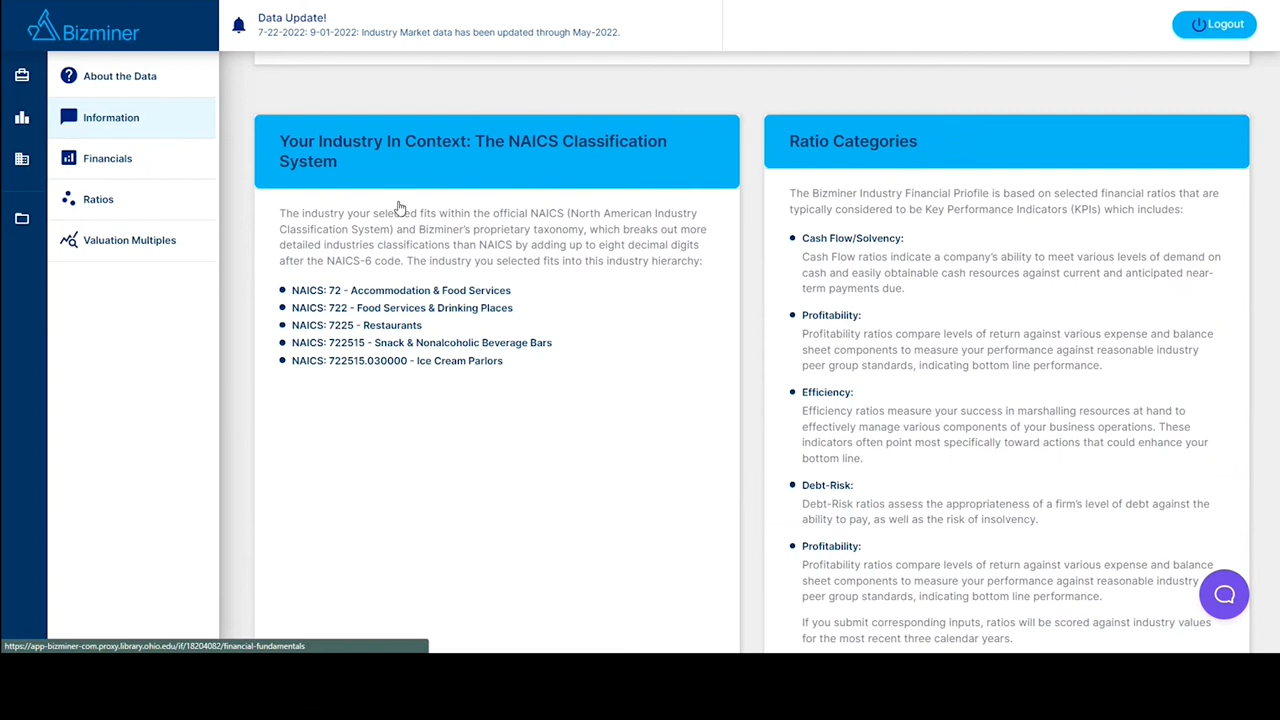 Bizminer
Data Update!
7-22-2022: 9-01-2022: Industry Market data has been updated through May-2022.
Logout
About the Data
Information
Financials
Ratios
Valuation Multiples
Your Industry In Context: The NAICS Classification
System
The industry your selected fits within the official NAICS (North American Industry
Classification System) and Bizminer's proprietary taxonomy, which breaks out more
detailed industries classifications than NAICS by adding up to eight decimal digits
after the NAICS-6 code. The industry you selected fits into this industry hierarchy:
NAICS: 72 - Accommodation & Food Services
NAICS: 722 - Food Services & Drinking Places
NAICS: 7225 - Restaurants
NAICS: 722515 - Snack & Nonalcoholic Beverage Bars
NAICS: 722515.030000 - Ice Cream Parlors
Ratio Categories
The Bizminer Industry Financial Priofile is based on selected financial ratios that are
typically considered to be Key Performance Indicators (KPIs) which includes:
Cash Flow/Solvency:
Cash Flow ratios indicate a company's ability to meet various levels of demand on
cash and easily obtainable cash resources against current and anticipated near-
term payments due.
Profitability:
Profitability ratios compare levels of return against various expense and balance
sheet components to measure your performance against reasonable industry
peer group standards, indicating bottom line performance.
Efficiency:
Efficiency ratios measure your success in marshalling resources at hand to
effectively manage various components of your business operations. These
indicators often point most specifically toward actions that could enhance your
bottom line.
Debt-Risk:
Debt-Risk ratios assess the appropriateness of a firm's level of debt against the
ability to pay, as well as the risk of insolvency.
Profitability:
Profitability ratios compare levels of return against various expense and balance
sheet components to measure your performance against reasonable industry
peer group standards, indicating bottom line performance.
If you submit corresponding inputs, ratios will be scored against industry values
for the most recent three calendar years.
https://app-bizminer-com.proxy.library.ohio.edu/if/18204082/financial-fundamentals